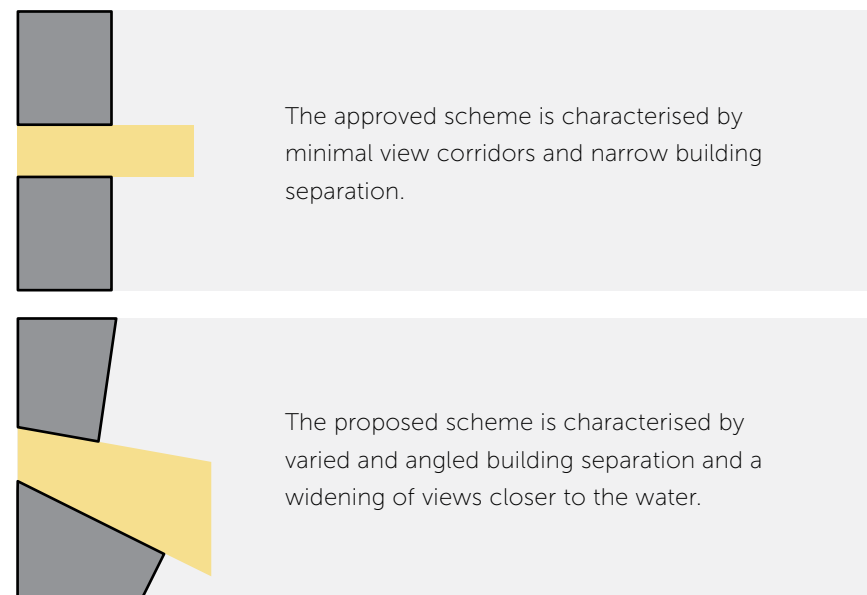 The approved scheme is characterised by
minimal view corridors and narrow building
separation.
The proposed scheme is characterised by
varied and angled building separation and a
widening of views closer to the water.